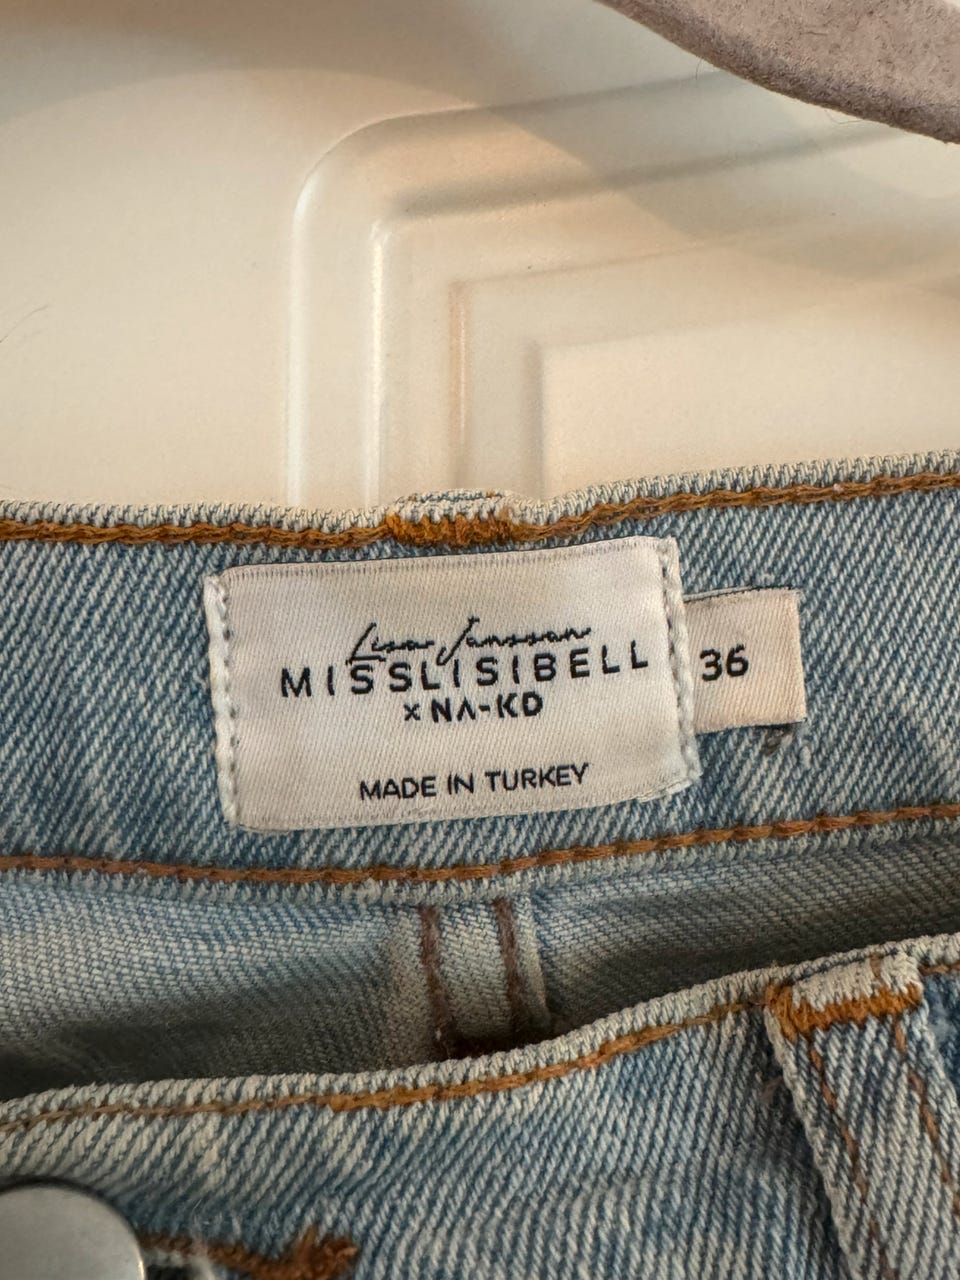 Lisa Jansson
MISSLISIBELL
× NA-KD
MADE IN TURKEY
36